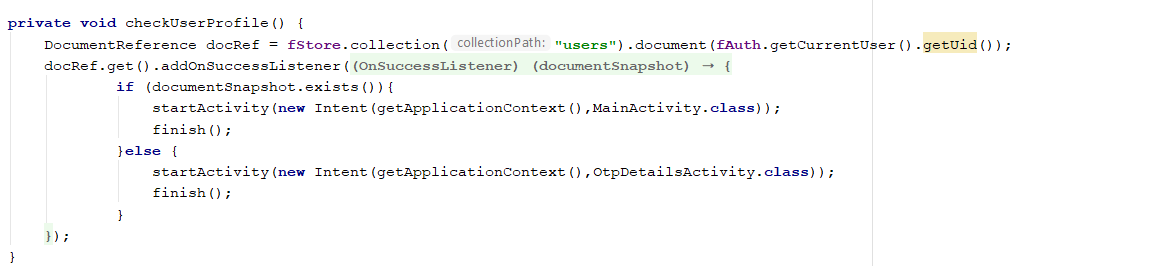 private void checkUserProfile() {
    DocumentReference docRef = fStore.collection( collectionPath: "users").document(fAuth.getCurrentUser().getUid());
    docRef.get().addOnSuccessListener((OnSuccessListener) (documentSnapshot) → {
            if (documentSnapshot.exists()){
                startActivity(new Intent(getApplicationContext(),MainActivity.class));
                finish();
            }else {
                startActivity(new Intent(getApplicationContext(),OtpDetailsActivity.class));
                finish();
            }
    });
}